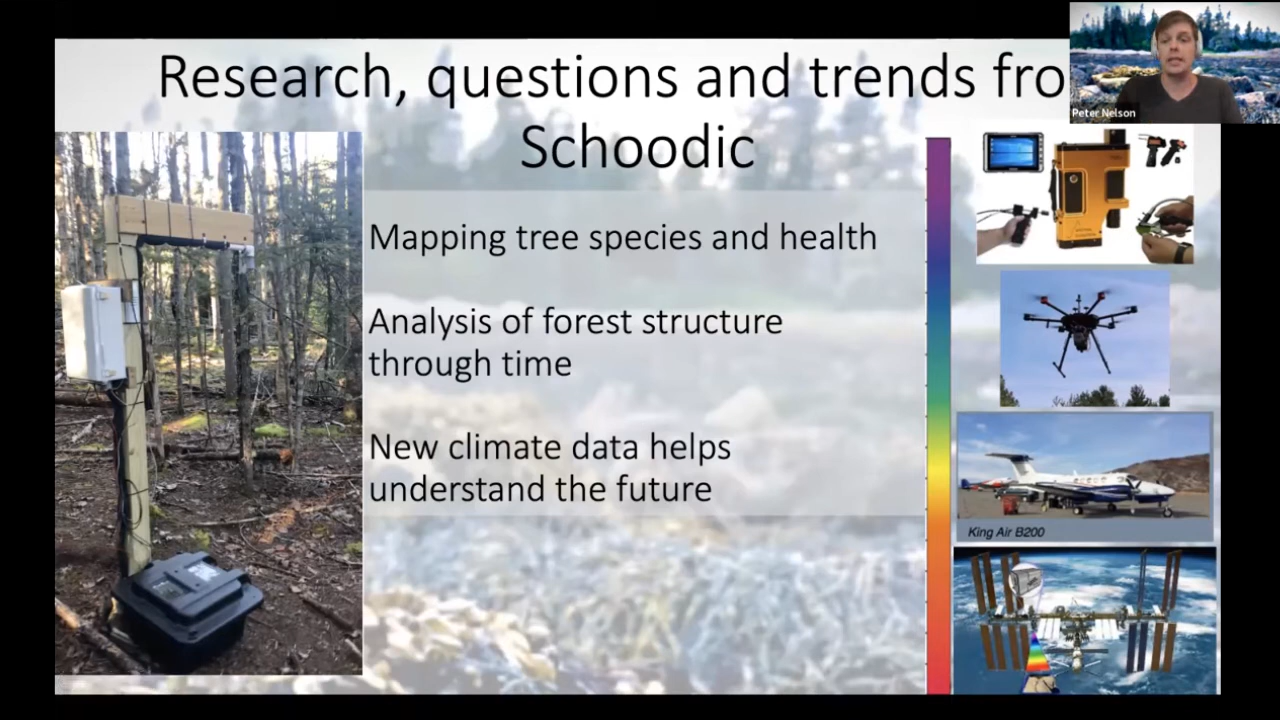 Research, questions and trends fro
Schoodic
Peter Nelson
Mapping tree species and health
Analysis of forest structure
through time
New climate data helps
understand the future
King Air B200